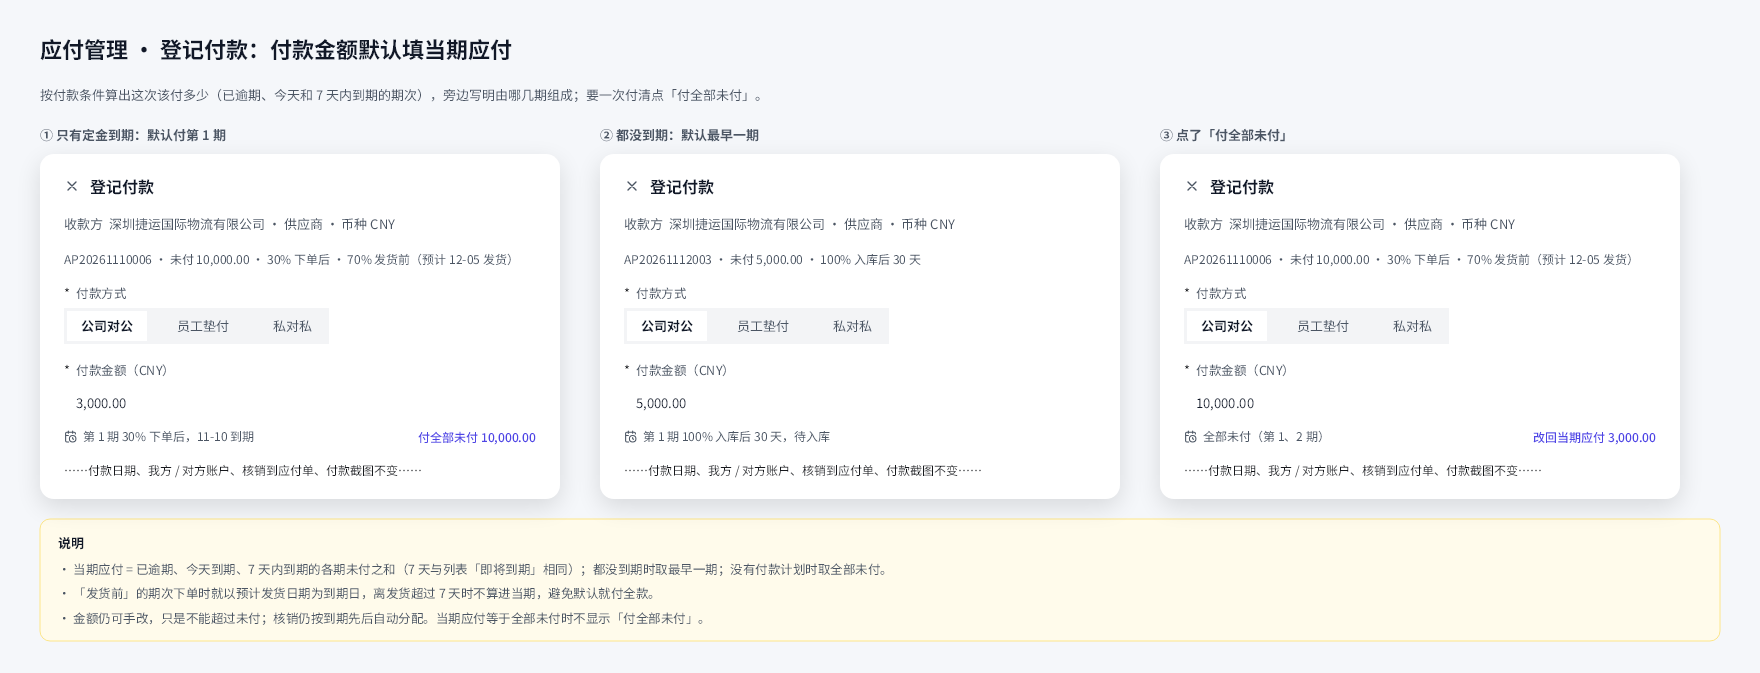 应付管理 · 登记付款：付款金额默认填当期应付
按付款条件算出这次该付多少（已逾期、今天和 7 天内到期的期次），旁边写明由哪几期组成；要一次付清点「付全部未付」。
① 只有定金到期：默认付第 1 期
× 登记付款
收款方 深圳捷运国际物流有限公司 · 供应商 · 币种 CNY
AP20261110006 · 未付 10,000.00 · 30% 下单后 · 70% 发货前（预计 12-05 发货）
* 付款方式
公司对公 员工垫付 私对私
* 付款金额（CNY）
3,000.00
第 1 期 30% 下单后，11-10 到期 付全部未付 10,000.00
……付款日期、我方 / 对方账户、核销到应付单、付款截图不变……
② 都没到期：默认最早一期
× 登记付款
收款方 深圳捷运国际物流有限公司 · 供应商 · 币种 CNY
AP20261112003 · 未付 5,000.00 · 100% 入库后 30 天
* 付款方式
公司对公 员工垫付 私对私
* 付款金额（CNY）
5,000.00
第 1 期 100% 入库后 30 天，待入库
……付款日期、我方 / 对方账户、核销到应付单、付款截图不变……
③ 点了「付全部未付」
× 登记付款
收款方 深圳捷运国际物流有限公司 · 供应商 · 币种 CNY
AP20261110006 · 未付 10,000.00 · 30% 下单后 · 70% 发货前（预计 12-05 发货）
* 付款方式
公司对公 员工垫付 私对私
* 付款金额（CNY）
10,000.00
全部未付（第 1、2 期） 改回当期应付 3,000.00
……付款日期、我方 / 对方账户、核销到应付单、付款截图不变……
说明
· 当期应付 = 已逾期、今天到期、7 天内到期的各期未付之和（7 天与列表「即将到期」相同）；都没到期时取最早一期；没有付款计划时取全部未付。
· 「发货前」的期次下单时就以预计发货日期为到期日，离发货超过 7 天时不算进当期，避免默认就付全款。
· 金额仍可手改，只是不能超过未付；核销仍按到期先后自动分配。当期应付等于全部未付时不显示「付全部未付」。